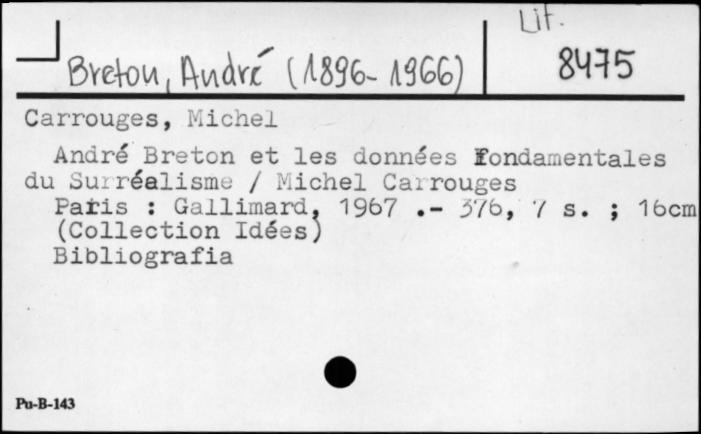 Lit.
Breton, André (1896-1966)
8475
Carrouges, Michel
André Breton et les données fondamentales
du Surréalisme / Michel Carrouges
Paris : Gallimard, 1967 .- 376, 7 s. ; 16cm
(Collection Idées)
Bibliografia
Pu-B-143